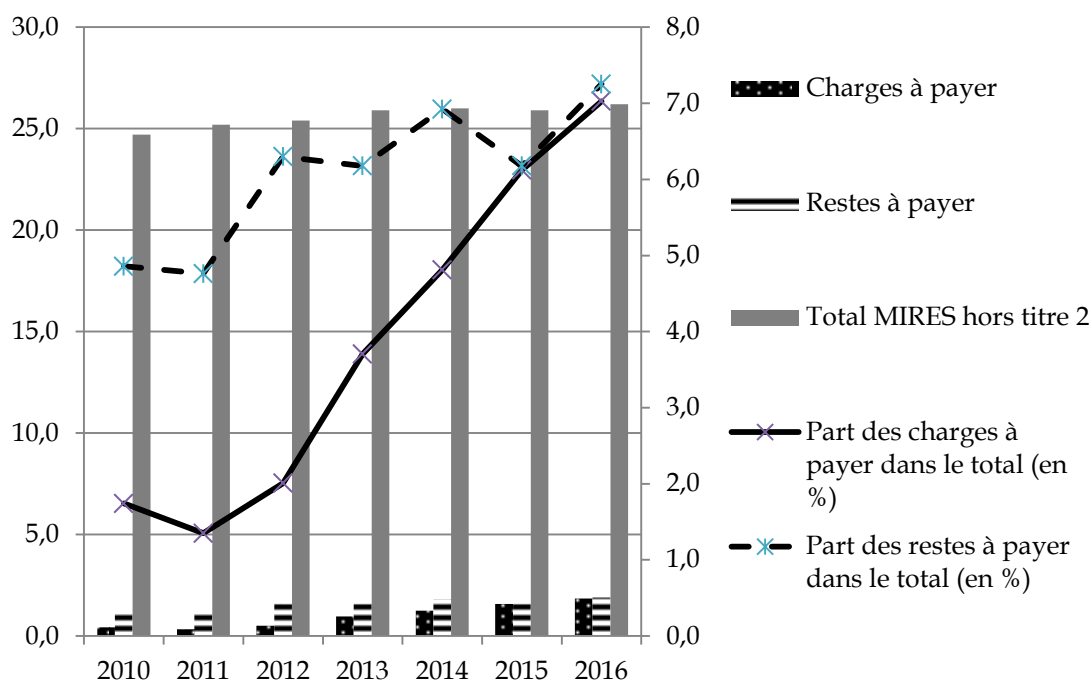 30,0
25,0
20,0
15,0
10,0
5,0
0,0
8,0
7,0
6,0
5,0
4,0
3,0
2,0
1,0
0,0
2010 2011 2012 2013 2014 2015 2016
Charges à payer
Restes à payer
Total MIRES hors titre 2
Part des charges à
payer dans le total (en
%)
Part des restes à payer
dans le total (en %)